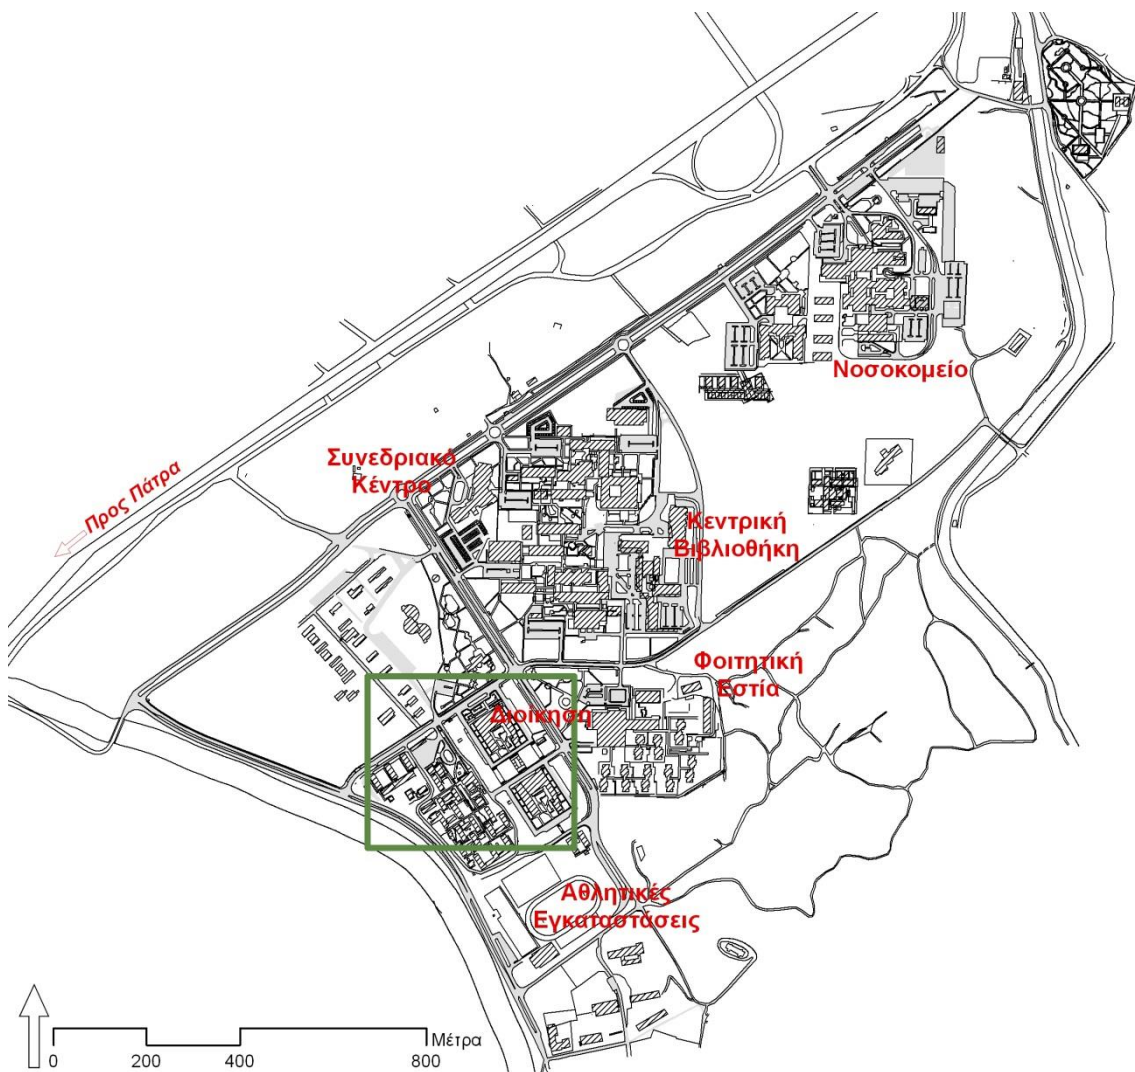 Νοσοκομείο
Συνεδριακό
Κέντρο
Προς Πάτρα
Κεντρική
Βιβλιοθήκη
Φοιτητική
Εστία
Διοίκηση
Αθλητικές
Εγκαταστάσεις
Μέτρα
0 200 400 800